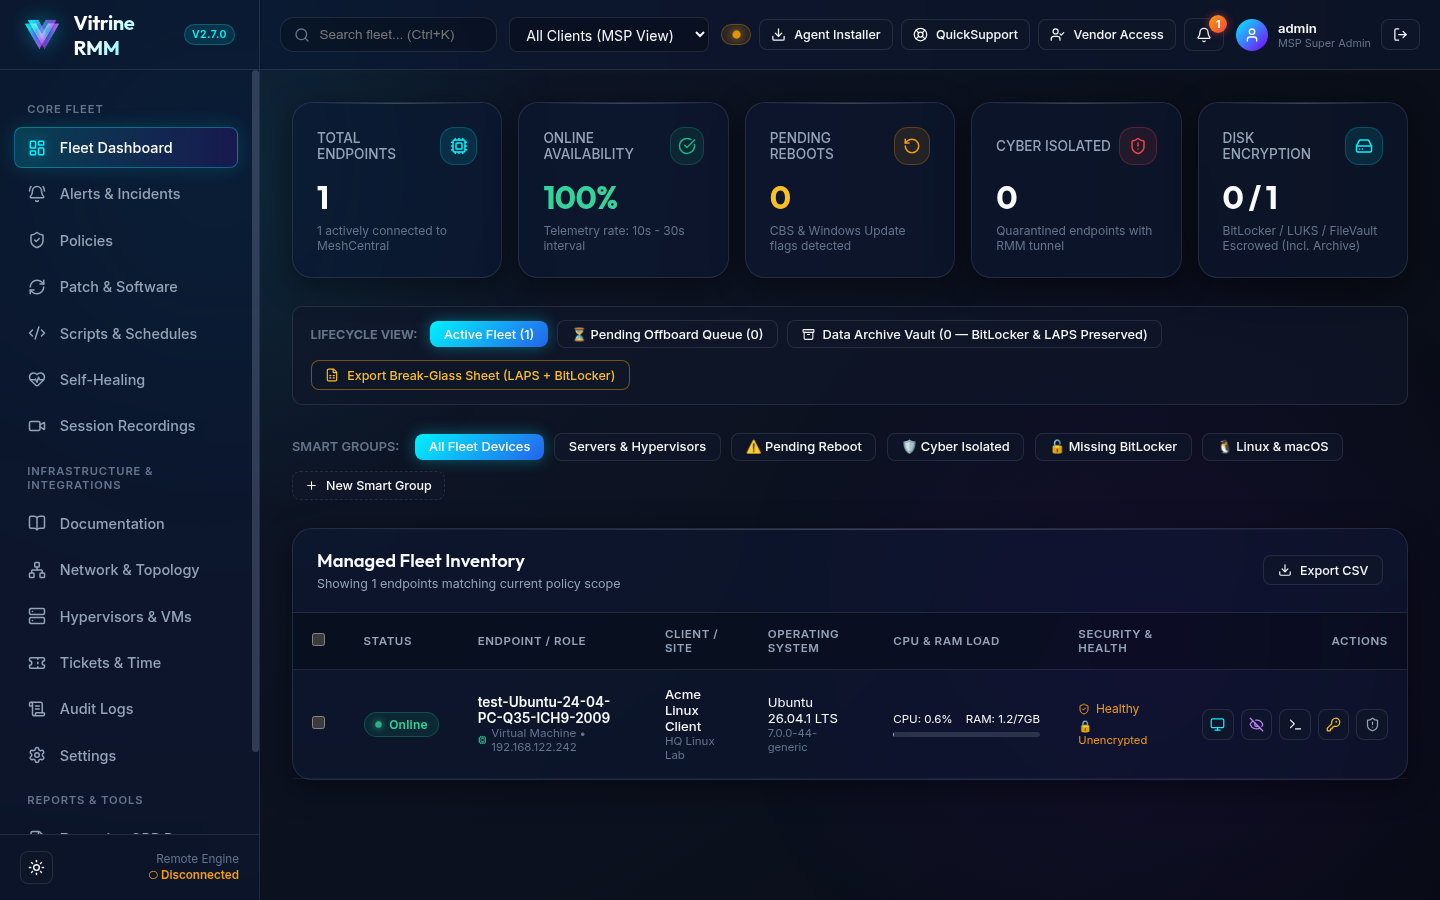 Vitrine
RMM
V2.7.0
Search fleet... (Ctrl+K)
All Clients (MSP View)
Agent Installer
QuickSupport
Vendor Access
1
admin
MSP Super Admin
CORE FLEET
Fleet Dashboard
Alerts & Incidents
Policies
Patch & Software
Scripts & Schedules
Self-Healing
Session Recordings
INFRASTRUCTURE &
INTEGRATIONS
Documentation
Network & Topology
Hypervisors & VMs
Tickets & Time
Audit Logs
Settings
REPORTS & TOOLS
Remote Engine
Disconnected
TOTAL
ENDPOINTS
1
1 actively connected to
MeshCentral
ONLINE
AVAILABILITY
100%
Telemetry rate: 10s - 30s
interval
PENDING
REBOOTS
0
CBS & Windows Update
flags detected
CYBER ISOLATED
0
Quarantined endpoints with
RMM tunnel
DISK
ENCRYPTION
0 / 1
BitLocker / LUKS / FileVault
Escrowed (Incl. Archive)
LIFECYCLE VIEW:
Active Fleet (1)
⏳ Pending Offboard Queue (0)
Data Archive Vault (0 — BitLocker & LAPS Preserved)
Export Break-Glass Sheet (LAPS + BitLocker)
SMART GROUPS:
All Fleet Devices
Servers & Hypervisors
⚠️ Pending Reboot
🛡️ Cyber Isolated
🔓 Missing BitLocker
🐧 Linux & macOS
+ New Smart Group
Managed Fleet Inventory
Showing 1 endpoints matching current policy scope
Export CSV
STATUS
ENDPOINT / ROLE
CLIENT /
SITE
OPERATING
SYSTEM
CPU & RAM LOAD
SECURITY &
HEALTH
ACTIONS
Online
test-Ubuntu-24-04-
PC-Q35-ICH9-2009
Virtual Machine •
192.168.122.242
Acme
Linux
Client
HQ Linux
Lab
Ubuntu
26.04.1 LTS
7.0.0-44-
generic
CPU: 0.6%
RAM: 1.2/7GB
Healthy
🔒
Unencrypted